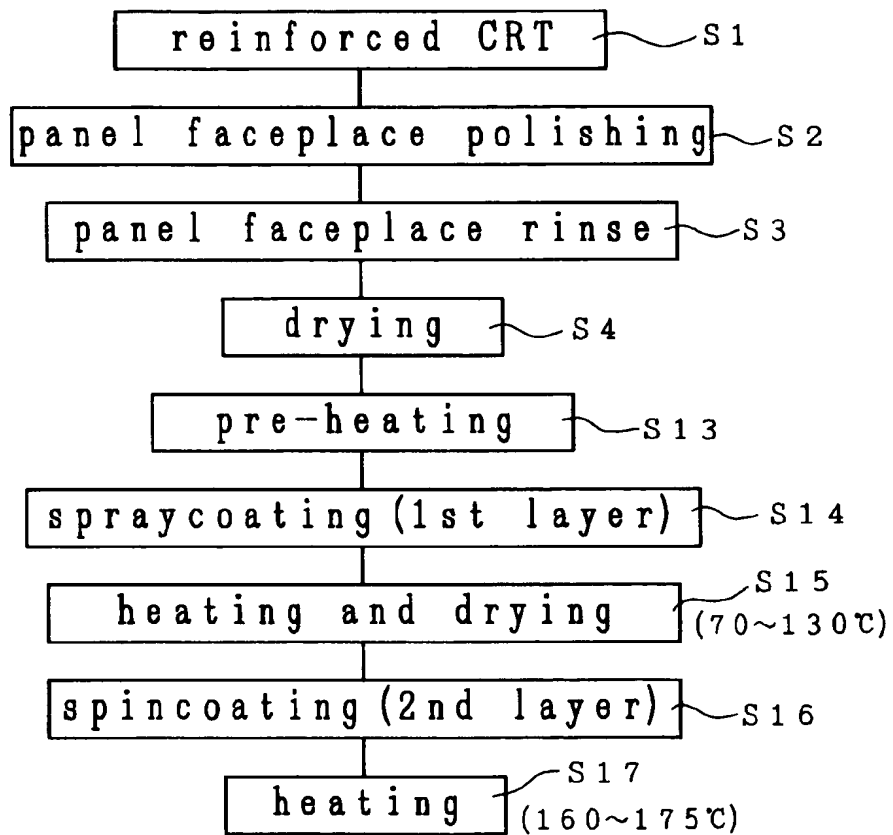 reinforced CRT S1
panel faceplace polishing S2
panel faceplace rinse S3
drying S4
pre-heating S13
spraycoating (1st layer) S14
heating and drying S15
(70~130℃)
spincoating (2nd layer) S16
heating S17
(160~175℃)